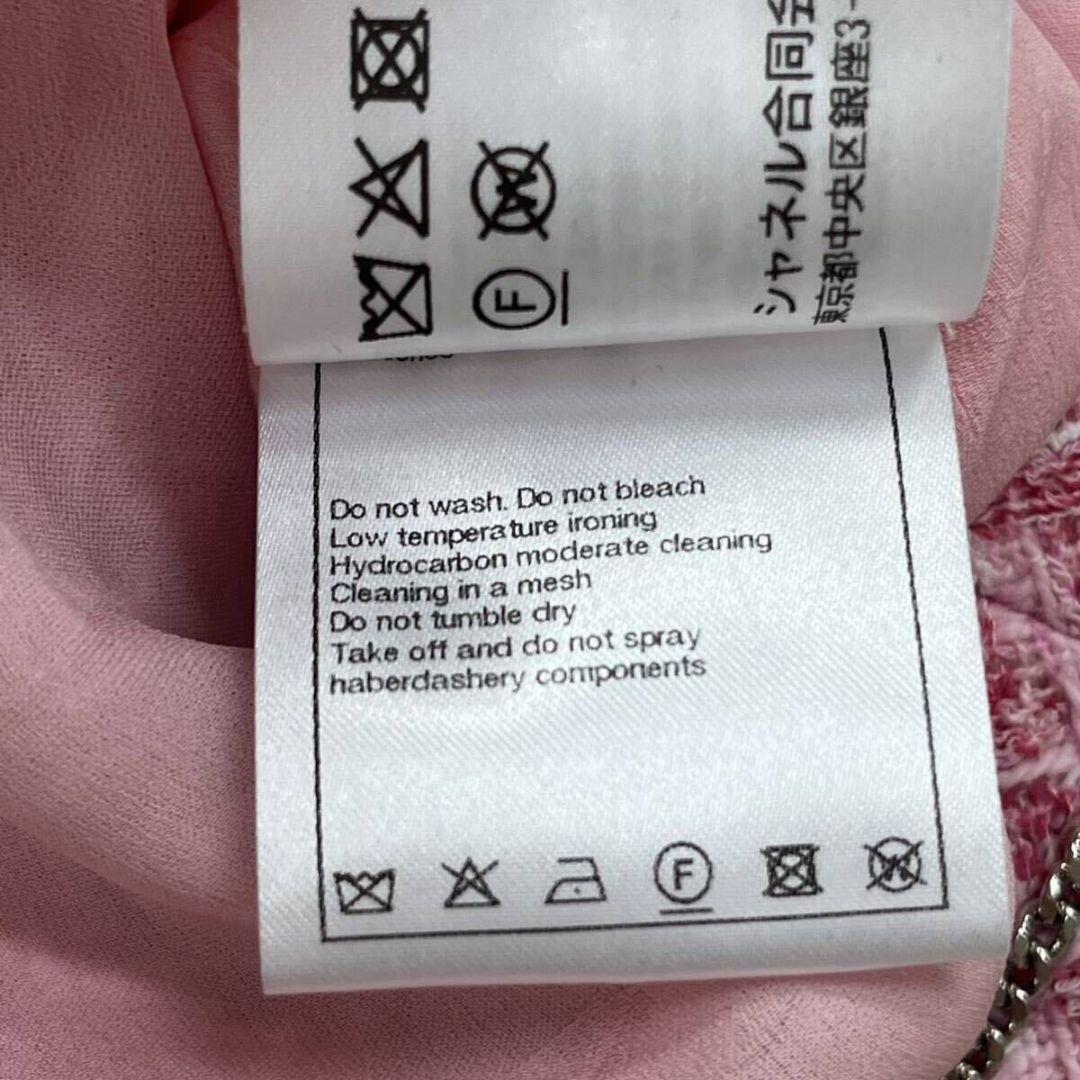 シャネル合同会
東京都中央区銀座3-
F
W
Do not wash. Do not bleach
Low temperature ironing
Hydrocarbon moderate cleaning
Cleaning in a mesh
Do not tumble dry
Take off and do not spray
haberdashery components
F
W